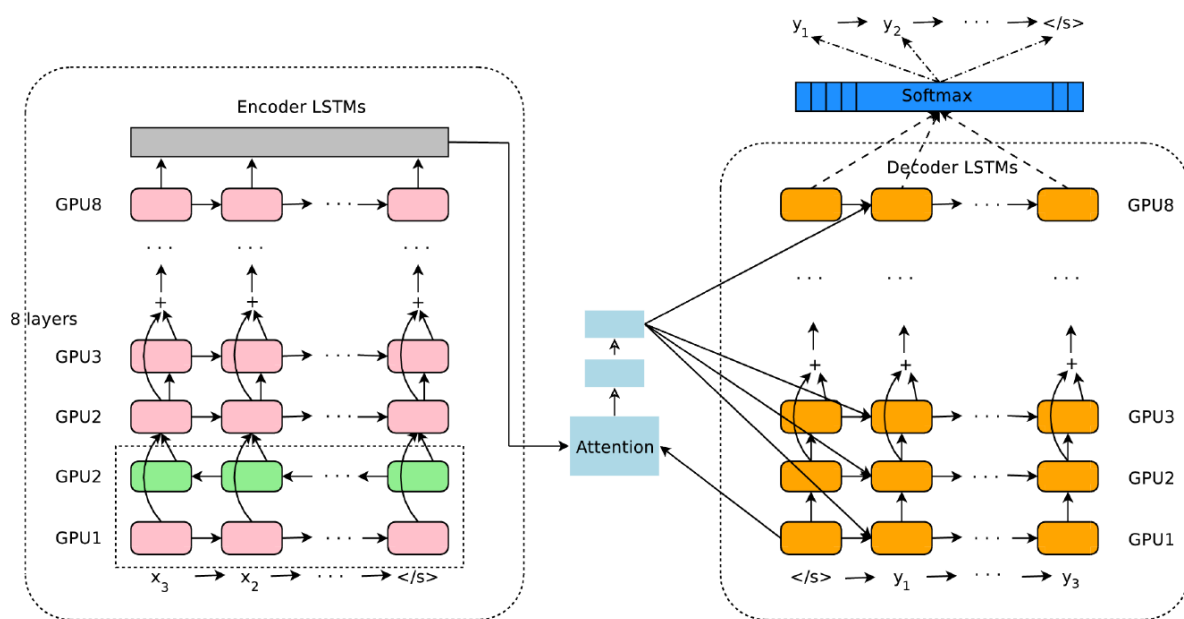 y1 y2 · · · </s>
Softmax
Encoder LSTMs
Decoder LSTMs
GPU8 · · ·
· · · · · · · · ·
+ + +
8 layers
GPU3 · · ·
GPU2 · · ·
GPU2 · · ·
GPU1 · · ·
x3 x2 · · · </s>
Attention
· · · GPU8
· · · · · · · · ·
+ + +
· · · GPU3
· · · GPU2
· · · GPU1
</s> y1 · · · y3